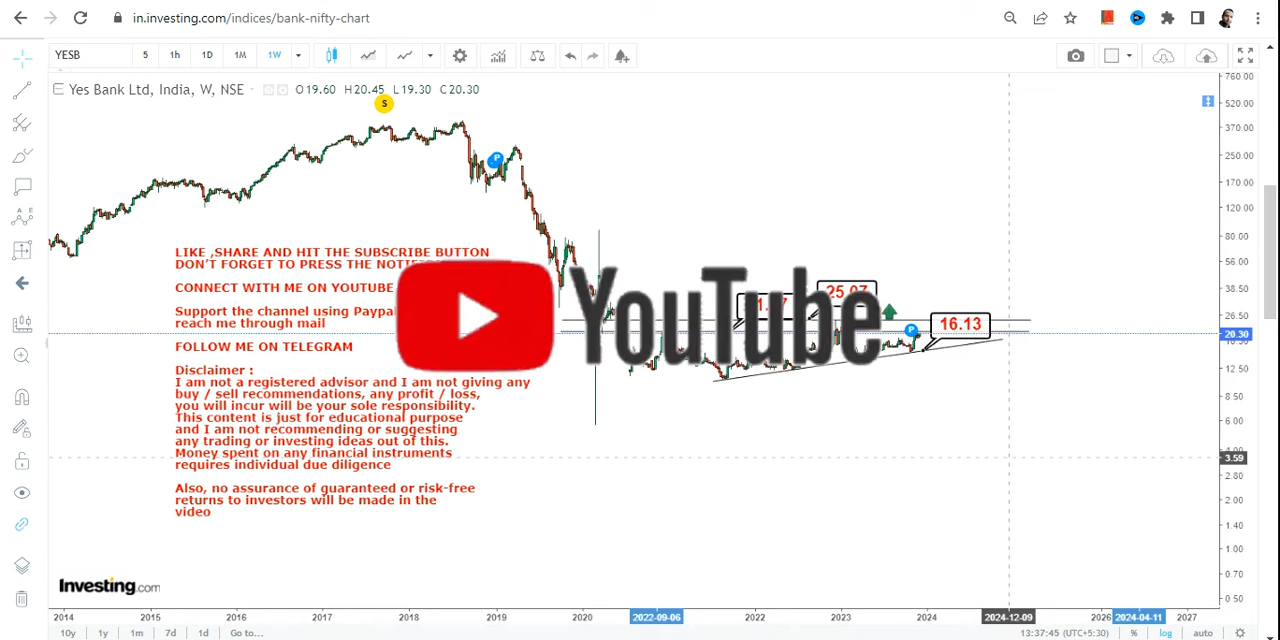 in.investing.com/indices/bank-nifty-chart
YESB 5 1h 1D 1M 1W
Yes Bank Ltd, India, W, NSE O19.60 H20.45 L19.30 C20.30
S
P
LIKE ,SHARE AND HIT THE SUBSCRIBE BUTTON
DON'T FORGET TO PRESS THE
CONNECT WITH ME ON YOUTUBE
Support the channel using Paypal
reach me through mail
FOLLOW ME ON TELEGRAM
Disclaimer :
I am not a registered advisor and I am not giving any
buy / sell recommendations, any profit / loss,
you will incur will be your sole responsibility.
This content is just for educational purpose
and I am not recommending or suggesting
any trading or investing ideas out of this.
Money spent on any financial instruments
requires individual due diligence
Also, no assurance of guaranteed or risk-free
returns to investors will be made in the
video
YouTube
25.07
P
16.13
760.00
520.00
370.00
250.00
170.00
120.00
80.00
56.00
38.50
26.50
20.30
12.50
8.50
6.00
3.59
2.80
2.00
1.40
1.00
0.70
0.50
Investing.com
2014 2015 2016 2017 2018 2019 2020 2022-09-06 2022 2023 2024 2024-12-09 2026 2024-04-11 2027
10y 1y 1m 7d 1d Go to... 13:37:45 (UTC+5:30) % log auto